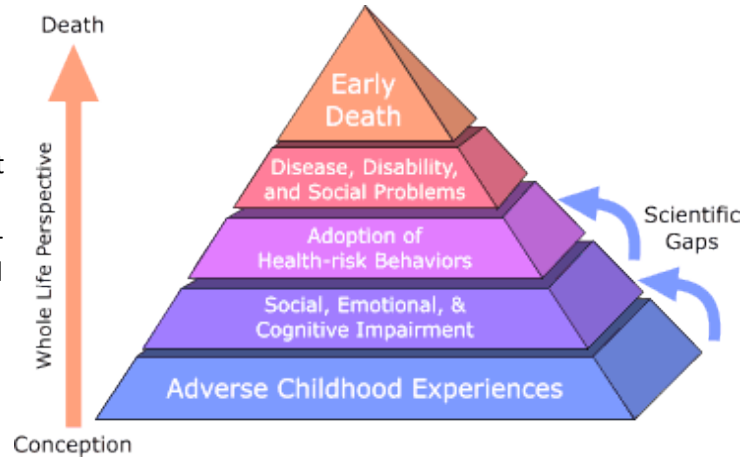 Death
Whole Life Perspective
Conception
Early
Death
Disease, Disability,
and Social Problems
Adoption of
Health-risk Behaviors
Social, Emotional, &
Cognitive Impairment
Adverse Childhood Experiences
Scientific
Gaps